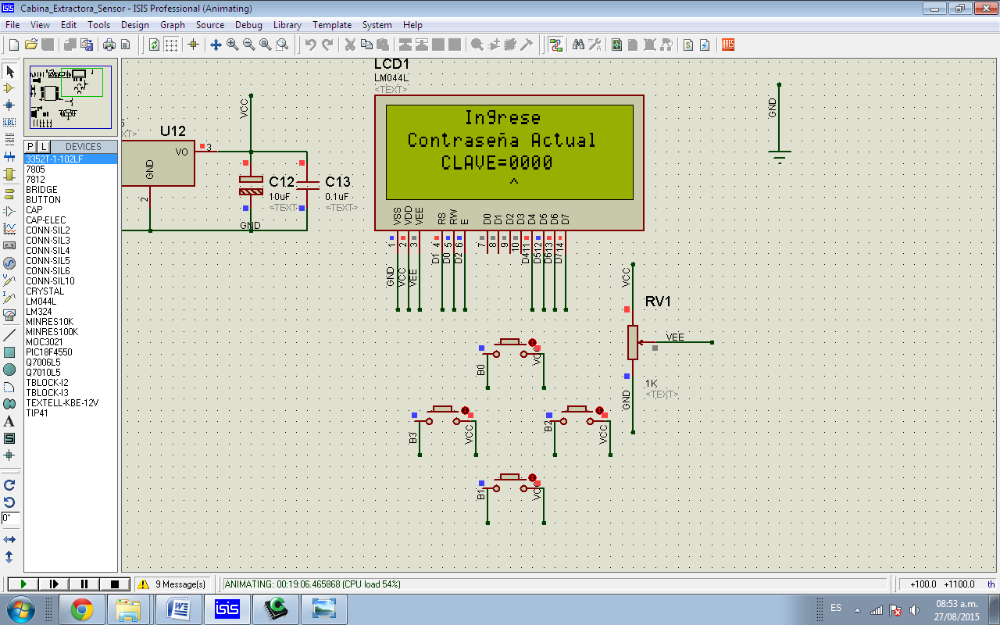 Cabina_Extractora_Sensor - ISIS Professional (Animating)
File View Edit Tools Design Graph Source Debug Library Template System Help
P L DEVICES
3352T-1-102LF
7805
7812
BRIDGE
BUTTON
CAP
CAP-ELEC
CONN-SIL2
CONN-SIL3
CONN-SIL4
CONN-SIL5
CONN-SIL6
CONN-SIL10
CRYSTAL
LM044L
LM324
MINRES10K
MINRES100K
MOC3021
PIC18F4550
Q7006L5
Q7010L5
TBLOCK-I2
TBLOCK-I3
TEXTELL-KBE-12V
TIP41
0°
U12
VO
3
GND
2
VCC
C12
10uF
<TEXT>
C13
0.1uF
<TEXT>
GND
LCD1
LM044L
<TEXT>
Ingrese
Contraseña Actual
CLAVE=0000
^
VSS VDD VEE RS RW E D0 D1 D2 D3 D4 D5 D6 D7
1 2 3 4 5 6 7 8 9 10 11 12 13 14
D1 D0 D2 D4 D5 D6 D7
GND VCC VEE
GND
VCC
RV1
VEE
1K
<TEXT>
GND
B0 VCC
B3 VCC
B2 VCC
B1 VCC
9 Message(s)
ANIMATING: 00:19:06.465868 (CPU load 54%)
+100.0 +1100.0 th
ARES
isis
ES
08:53 a.m.
27/08/2015